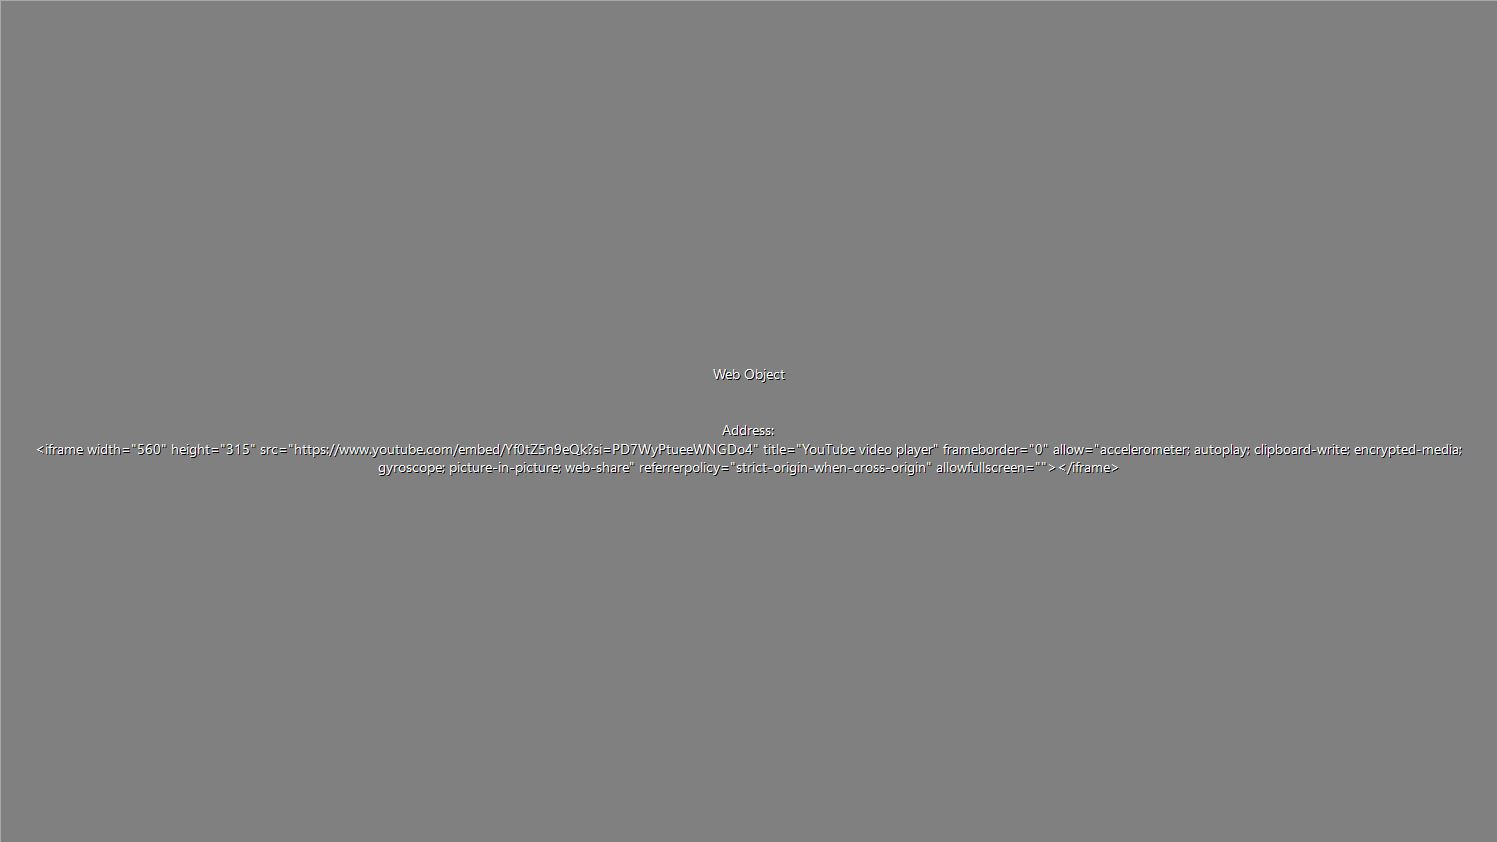 Web Object
Address:
<iframe width="560" height="315" src="https://www.youtube.com/embed/Yf0tZ5n9eQk?si=PD7WyPtueeWNGDo4" title="YouTube video player" frameborder="0" allow="accelerometer; autoplay; clipboard-write; encrypted-media;
gyroscope; picture-in-picture; web-share" referrerpolicy="strict-origin-when-cross-origin" allowfullscreen=""></iframe>